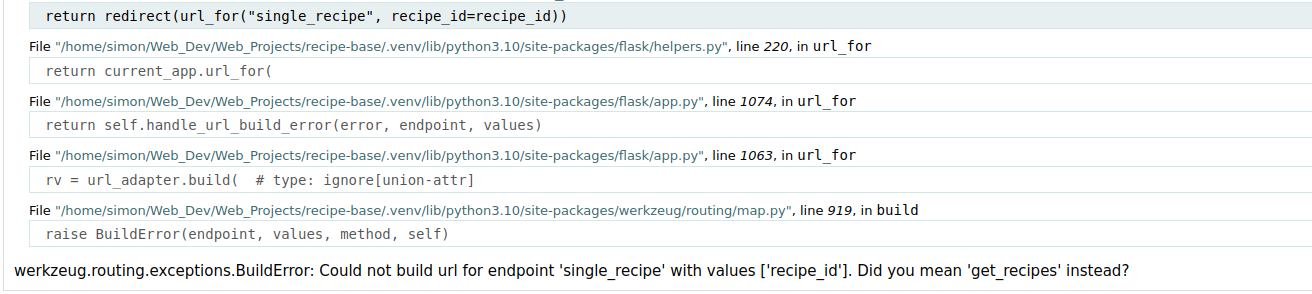 return redirect(url_for("single_recipe", recipe_id=recipe_id))
File "/home/simon/Web_Dev/Web_Projects/recipe-base/.venv/lib/python3.10/site-packages/flask/helpers.py", line 220, in url_for
return current_app.url_for(
File "/home/simon/Web_Dev/Web_Projects/recipe-base/.venv/lib/python3.10/site-packages/flask/app.py", line 1074, in url_for
return self.handle_url_build_error(error, endpoint, values)
File "/home/simon/Web_Dev/Web_Projects/recipe-base/.venv/lib/python3.10/site-packages/flask/app.py", line 1063, in url_for
rv = url_adapter.build(  # type: ignore[union-attr]
File "/home/simon/Web_Dev/Web_Projects/recipe-base/.venv/lib/python3.10/site-packages/werkzeug/routing/map.py", line 919, in build
raise BuildError(endpoint, values, method, self)
werkzeug.routing.exceptions.BuildError: Could not build url for endpoint 'single_recipe' with values ['recipe_id']. Did you mean 'get_recipes' instead?